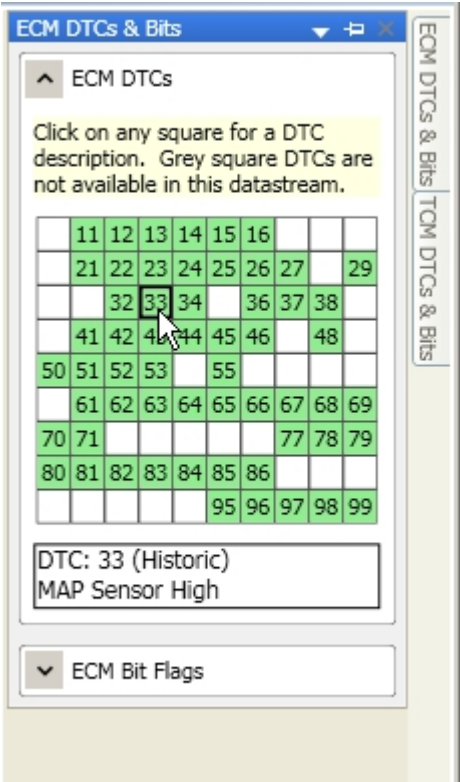 ECM DTCs & Bits
ECM DTCs
Click on any square for a DTC
description. Grey square DTCs are
not available in this datastream.
11 12 13 14 15 16
21 22 23 24 25 26 27 29
32 33 34 36 37 38
41 42 44 45 46 48
50 51 52 53 55
61 62 63 64 65 66 67 68 69
70 71 77 78 79
80 81 82 83 84 85 86
95 96 97 98 99
DTC: 33 (Historic)
MAP Sensor High
ECM Bit Flags
ECM DTCs & Bits
TCM DTCs & Bits